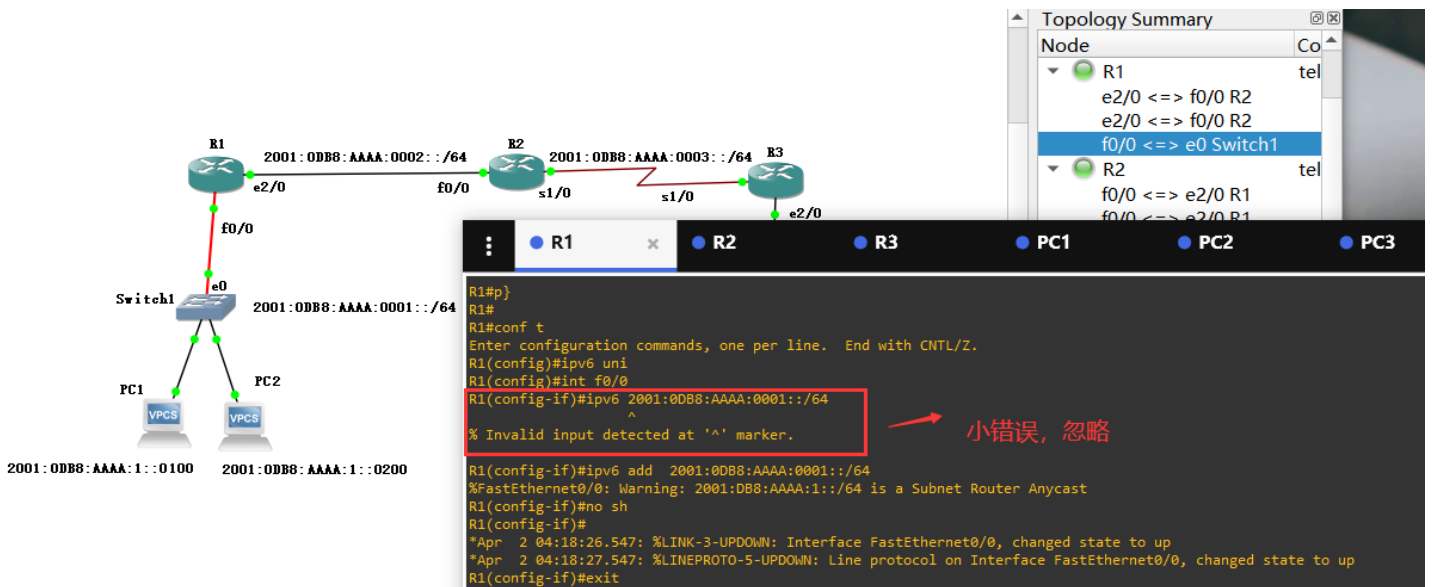 Topology Summary
Node Co
R1 tel
e2/0 <=> f0/0 R2
e2/0 <=> f0/0 R2
f0/0 <=> e0 Switch1
R2 tel
f0/0 <=> e2/0 R1
f0/0 <=> e2/0 R1
R1
2001:0DB8:AAAA:0002::/64
R2
2001:0DB8:AAAA:0003::/64
R3
e2/0
f0/0
s1/0
s1/0
e2/0
f0/0
e0
Switch1
2001:0DB8:AAAA:0001::/64
PC1
PC2
VPCS
VPCS
2001:0DB8:AAAA:1::0100
2001:0DB8:AAAA:1::0200
R1 × R2 R3 PC1 PC2 PC3
R1#p}
R1#
R1#conf t
Enter configuration commands, one per line.  End with CNTL/Z.
R1(config)#ipv6 uni
R1(config)#int f0/0
R1(config-if)#ipv6 2001:0DB8:AAAA:0001::/64
^
% Invalid input detected at '^' marker.
小错误，忽略
R1(config-if)#ipv6 add  2001:0DB8:AAAA:0001::/64
%FastEthernet0/0: Warning: 2001:DB8:AAAA:1::/64 is a Subnet Router Anycast
R1(config-if)#no sh
R1(config-if)#
*Apr  2 04:18:26.547: %LINK-3-UPDOWN: Interface FastEthernet0/0, changed state to up
*Apr  2 04:18:27.547: %LINEPROTO-5-UPDOWN: Line protocol on Interface FastEthernet0/0, changed state to up
R1(config-if)#exit